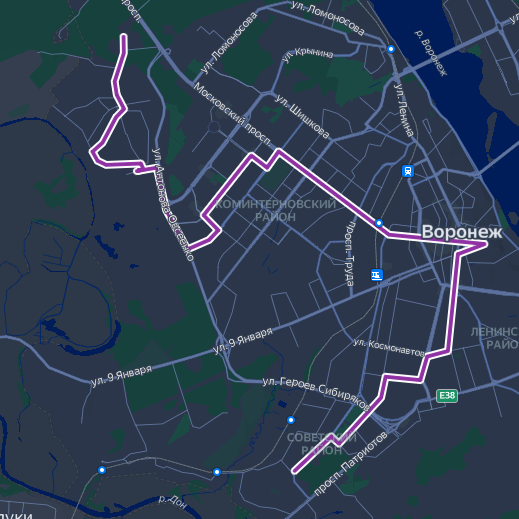 просп.
ул. Ломоносова
ул. Ломоносова
ул. Крынина
р. Воронеж
ул. Ленина
Московский просп.
ул. Шишкова
ул. Антонова-Овсеенко
КОМИНТЕРНОВСКИЙ
РАЙОН
Воронеж
просп. Труда
ул. 9 Января
ул. 9 Января
ул. Космонавтов
ЛЕНИНС
РАЙО
ул. Героев Сибиряков
E38
СОВЕТСКИЙ
РАЙОН
просп. Патриотов
р. Дон
луки